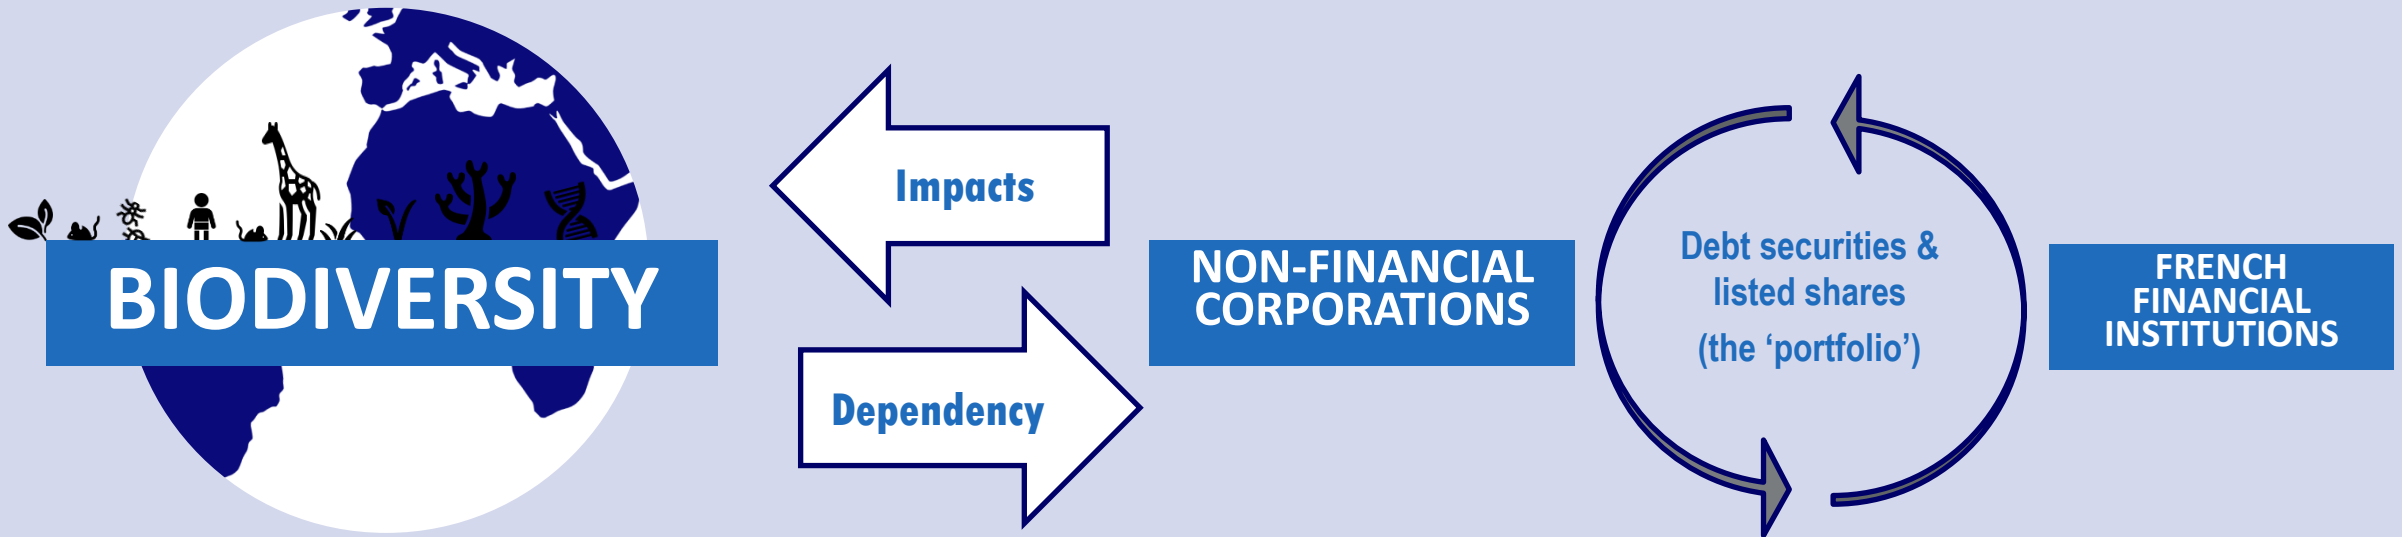 BIODIVERSITY
Impacts
Dependency
NON-FINANCIAL
CORPORATIONS
Debt securities &
listed shares
(the ‘portfolio’)
FRENCH
FINANCIAL
INSTITUTIONS